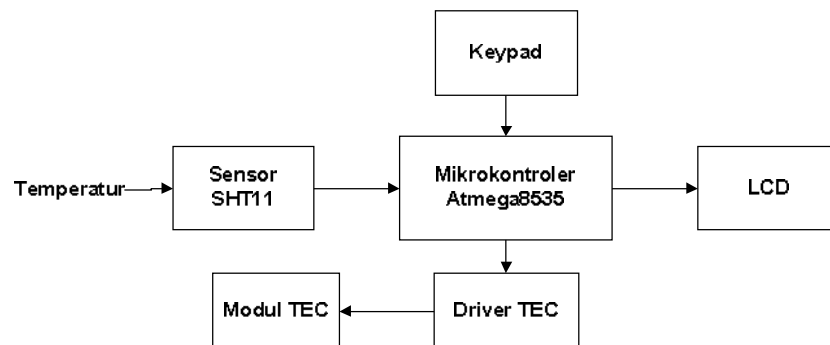 Keypad
Temperatur
Sensor
SHT11
Mikrokontroler
Atmega8535
LCD
Modul TEC
Driver TEC